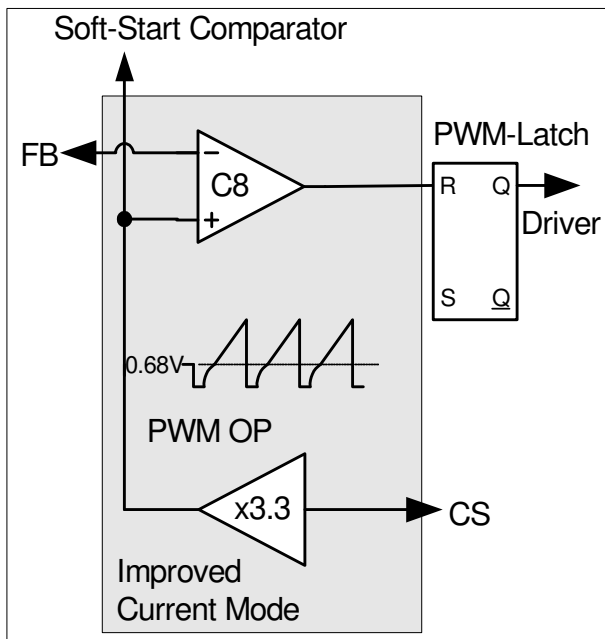 Soft-Start Comparator
FB
PWM-Latch
C8
R Q
Driver
S Q
0.68V
PWM OP
x3.3
CS
Improved
Current Mode